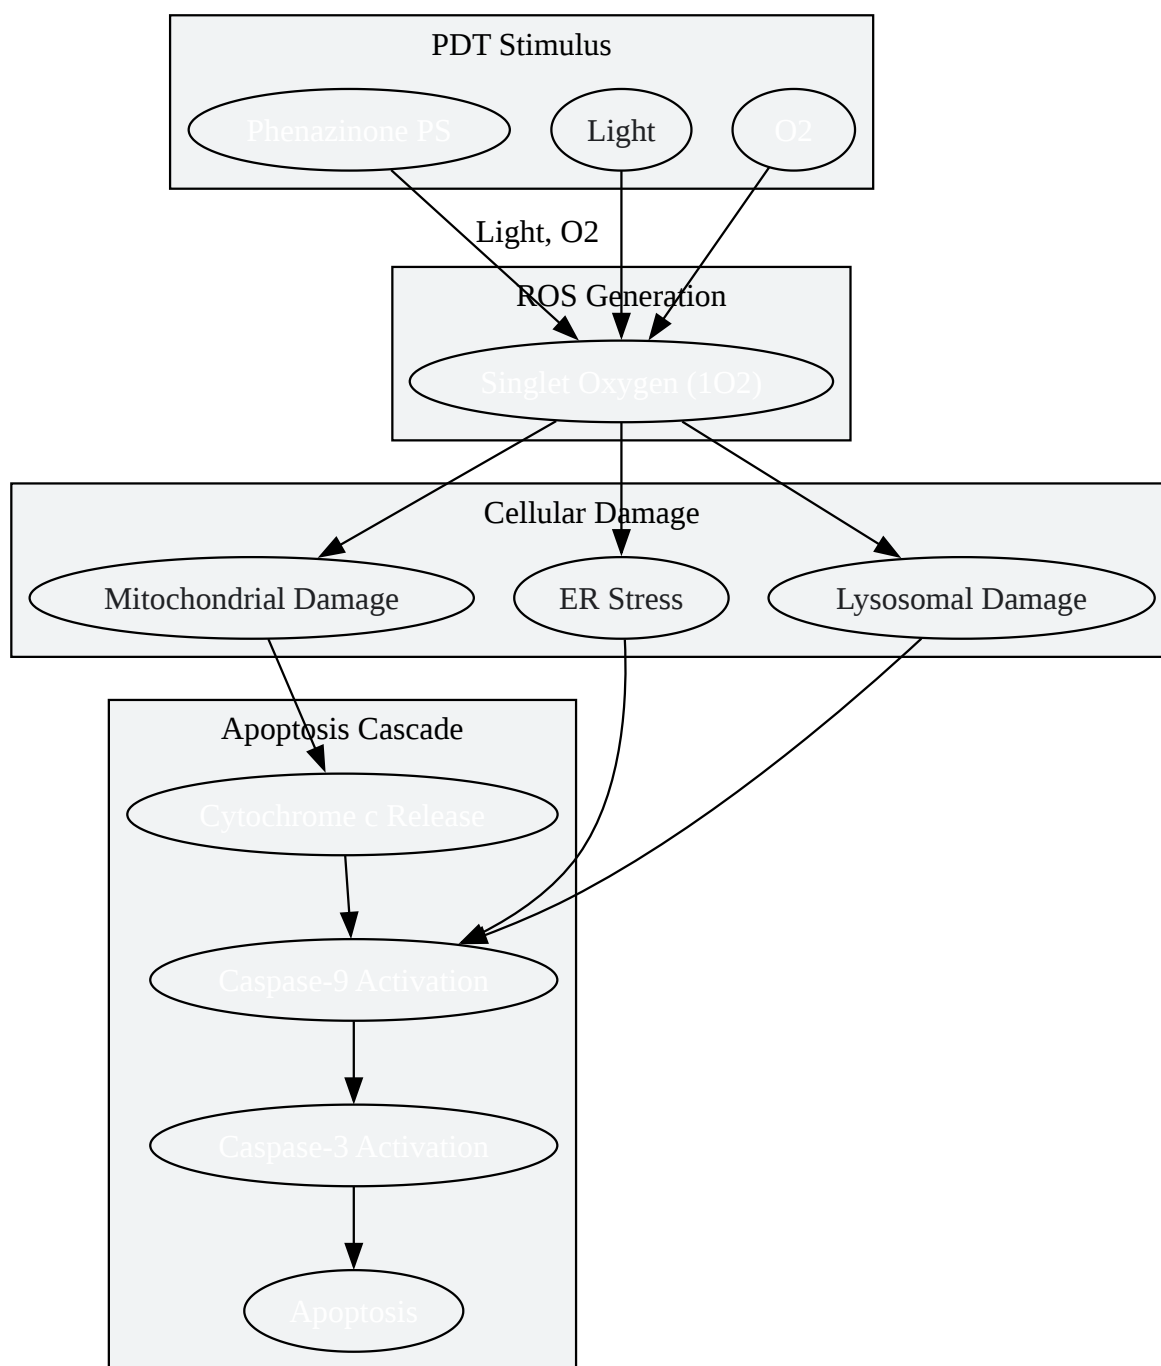 PDT Stimulus
Phenazinone PS
Light
O2
Light, O2
ROS Generation
Singlet Oxygen (1O2)
Cellular Damage
Mitochondrial Damage
ER Stress
Lysosomal Damage
Apoptosis Cascade
Cytochrome c Release
Caspase-9 Activation
Caspase-3 Activation
Apoptosis